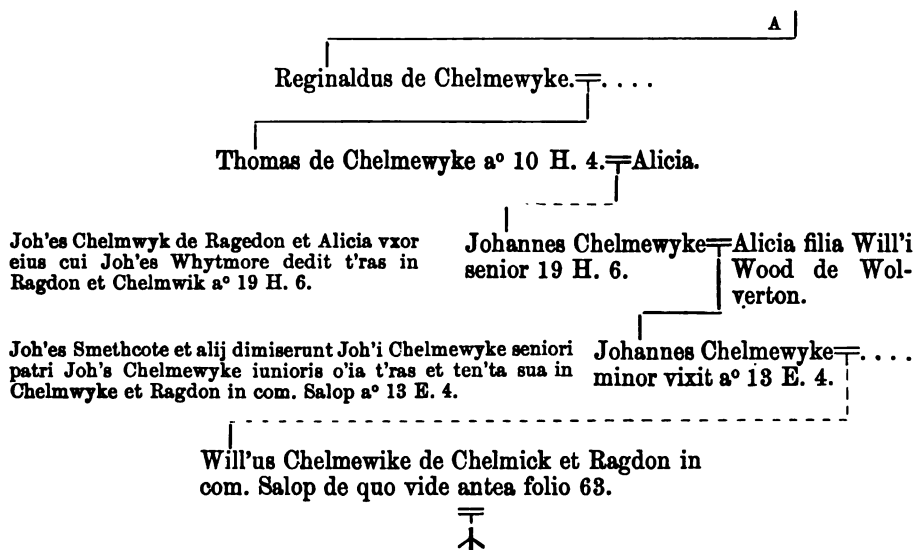 A
Reginaldus de Chelmewyke.╤. . . .
Thomas de Chelmewyke aº 10 H. 4.╤Alicia.
Joh'es Chelmwyk de Ragedon et Alicia vxor
eius cui Joh'es Whytmore dedit t'ras in
Ragdon et Chelmwik aº 19 H. 6.
Johannes Chelmewyke╤Alicia filia Will'i
senior 19 H. 6.
Wood de Wol-
verton.
Joh'es Smethcote et alij dimiserunt Joh'i Chelmewyke seniori
patri Joh's Chelmewyke iunioris o'ia t'ras et ten'ta sua in
Chelmwyke et Ragdon in com. Salop aº 13 E. 4.
Johannes Chelmewyke╤. . . .
minor vixit aº 13 E. 4.
Will'us Chelmewike de Chelmick et Ragdon in
com. Salop de quo vide antea folio 63.